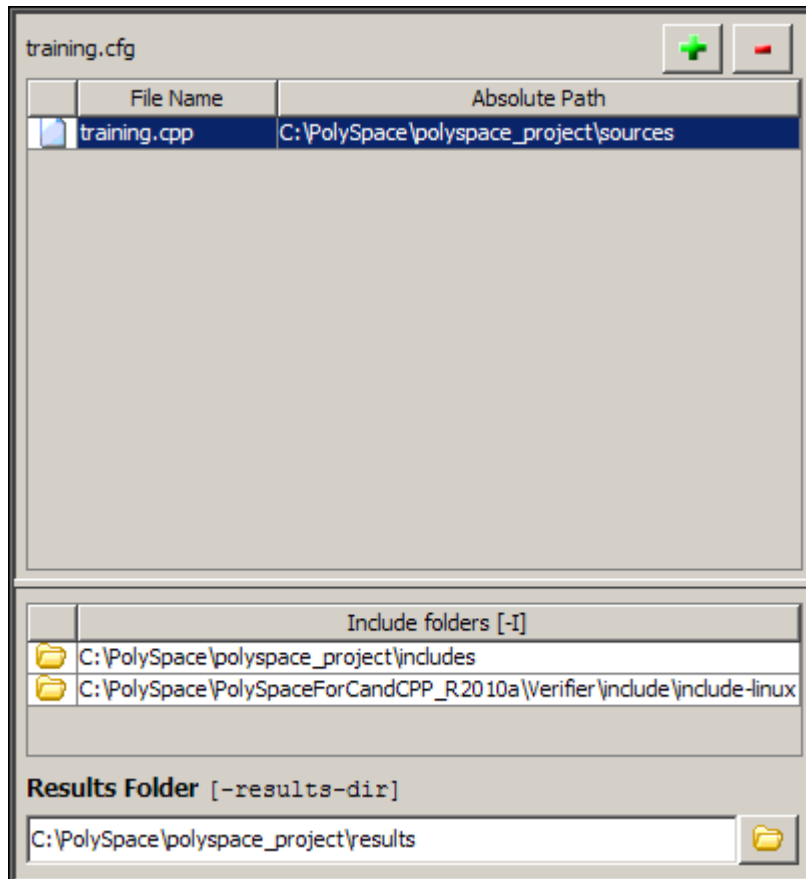 training.cfg
File Name Absolute Path
training.cpp C:\PolySpace\polyspace_project\sources
Include folders [-I]
C:\PolySpace\polyspace_project\includes
C:\PolySpace\PolySpaceForCandCPP_R2010a\Verifier\include\include-linux
Results Folder [-results-dir]
C:\PolySpace\polyspace_project\results